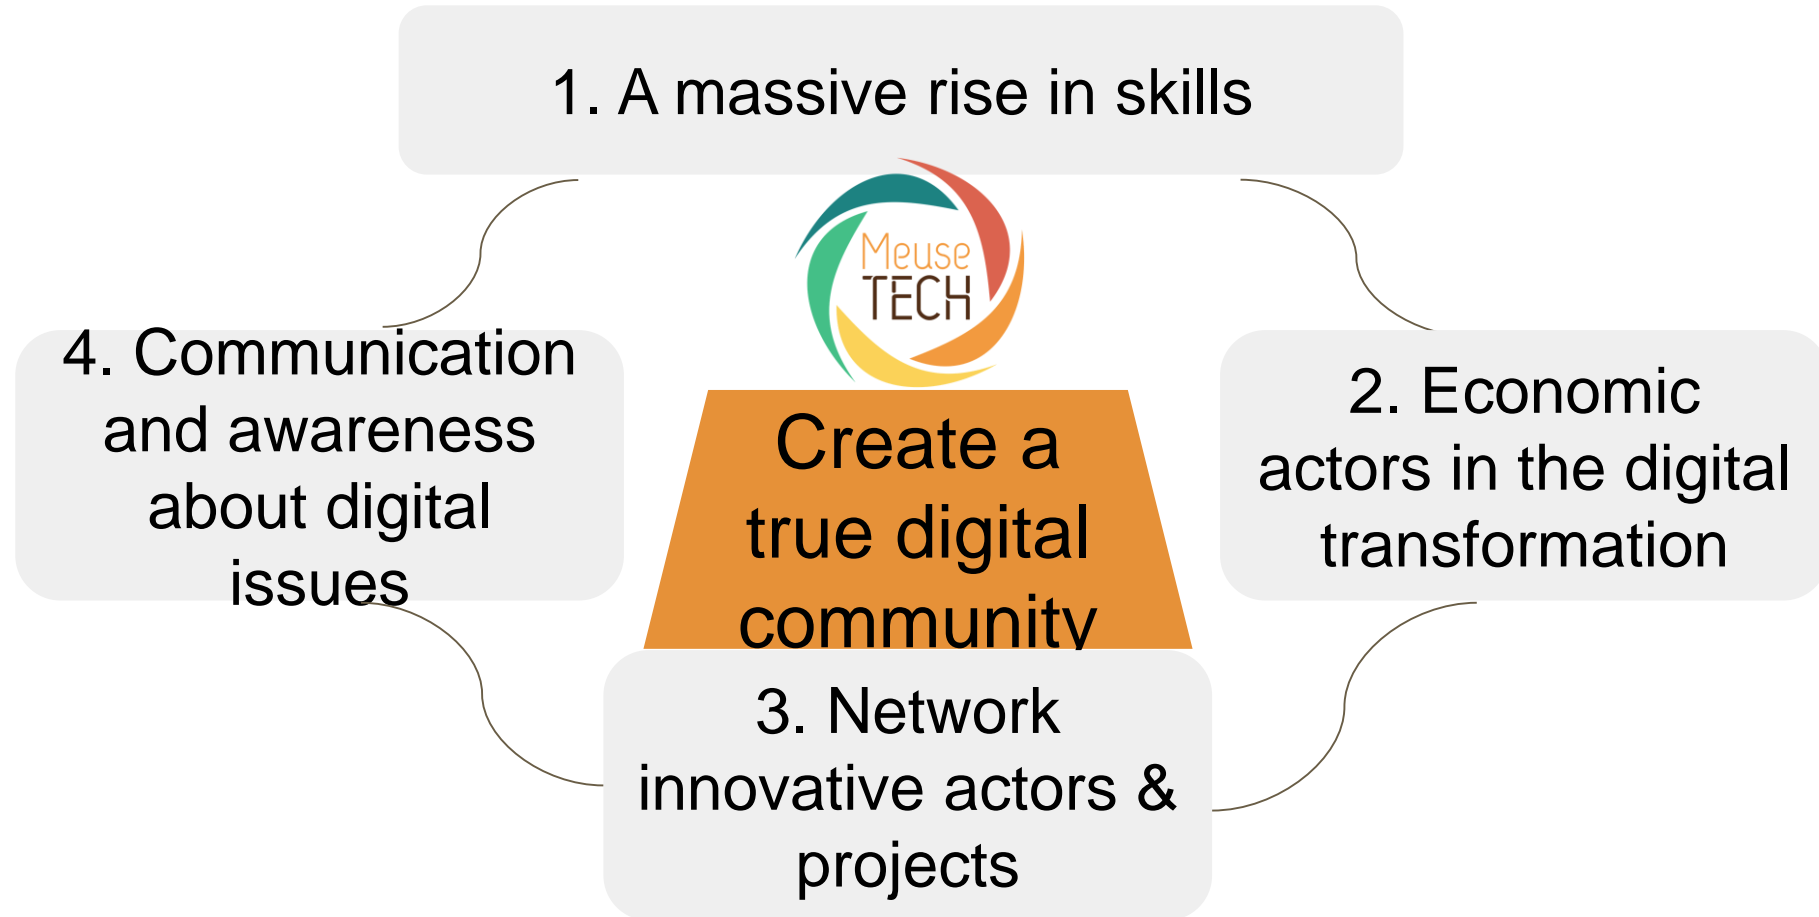 1. A massive rise in skills
Meuse
TECH
4. Communication
and awareness
about digital
issues
Create a
true digital
community
2. Economic
actors in the digital
transformation
3. Network
innovative actors &
projects